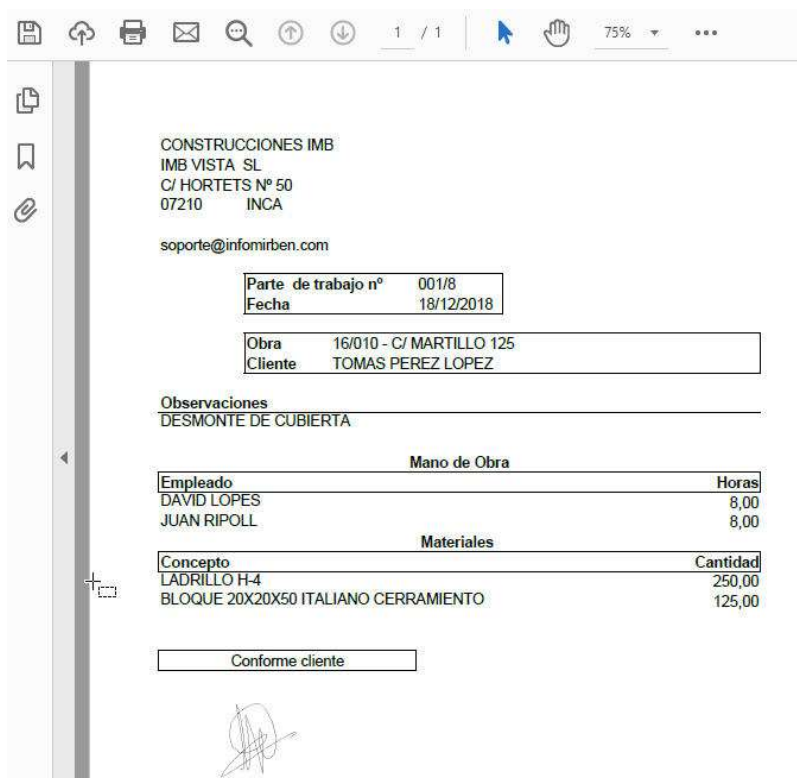 1 / 1 75%
CONSTRUCCIONES IMB
IMB VISTA SL
C/ HORTETS Nº 50
07210 INCA
soporte@infomirben.com
Parte de trabajo nº 001/8
Fecha 18/12/2018
Obra 16/010 - C/ MARTILLO 125
Cliente TOMAS PEREZ LOPEZ
Observaciones
DESMONTE DE CUBIERTA
Mano de Obra
Empleado Horas
DAVID LOPES 8,00
JUAN RIPOLL 8,00
Materiales
Concepto Cantidad
LADRILLO H-4 250,00
BLOQUE 20X20X50 ITALIANO CERRAMIENTO 125,00
Conforme cliente